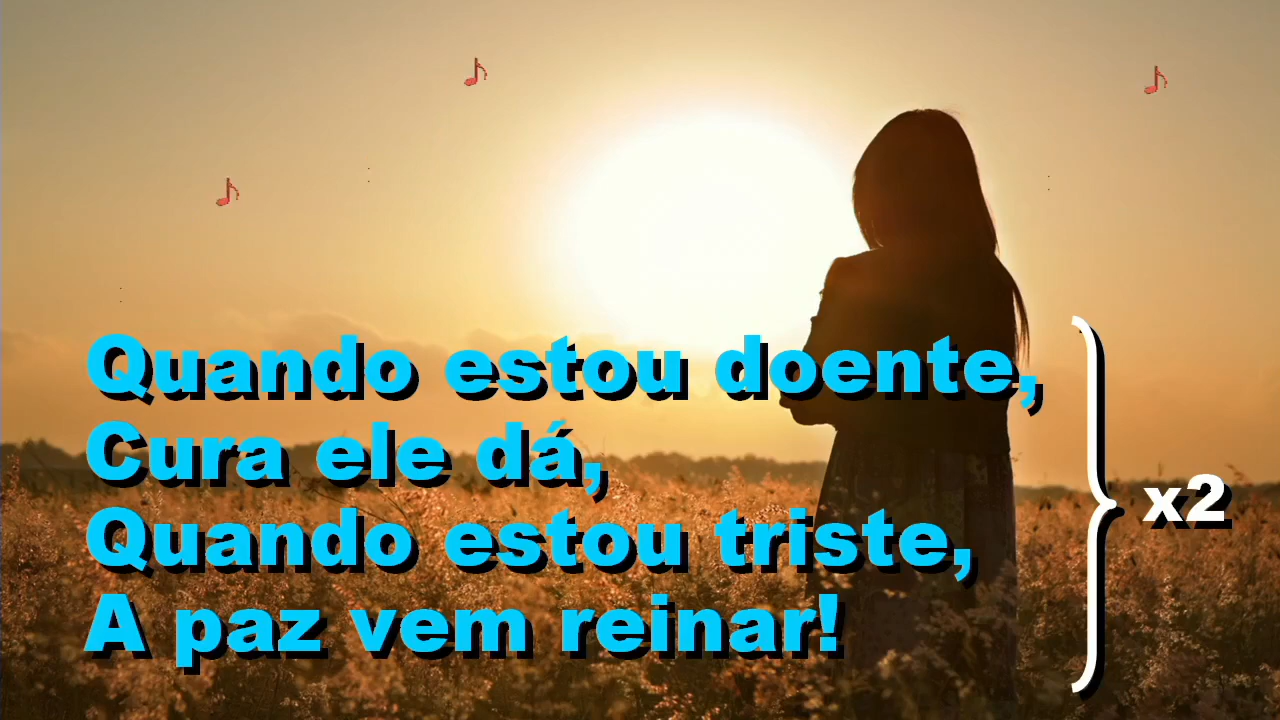 Quando estou doente,
Cura ele dá,
Quando estou triste,
A paz vem reinar!
x2